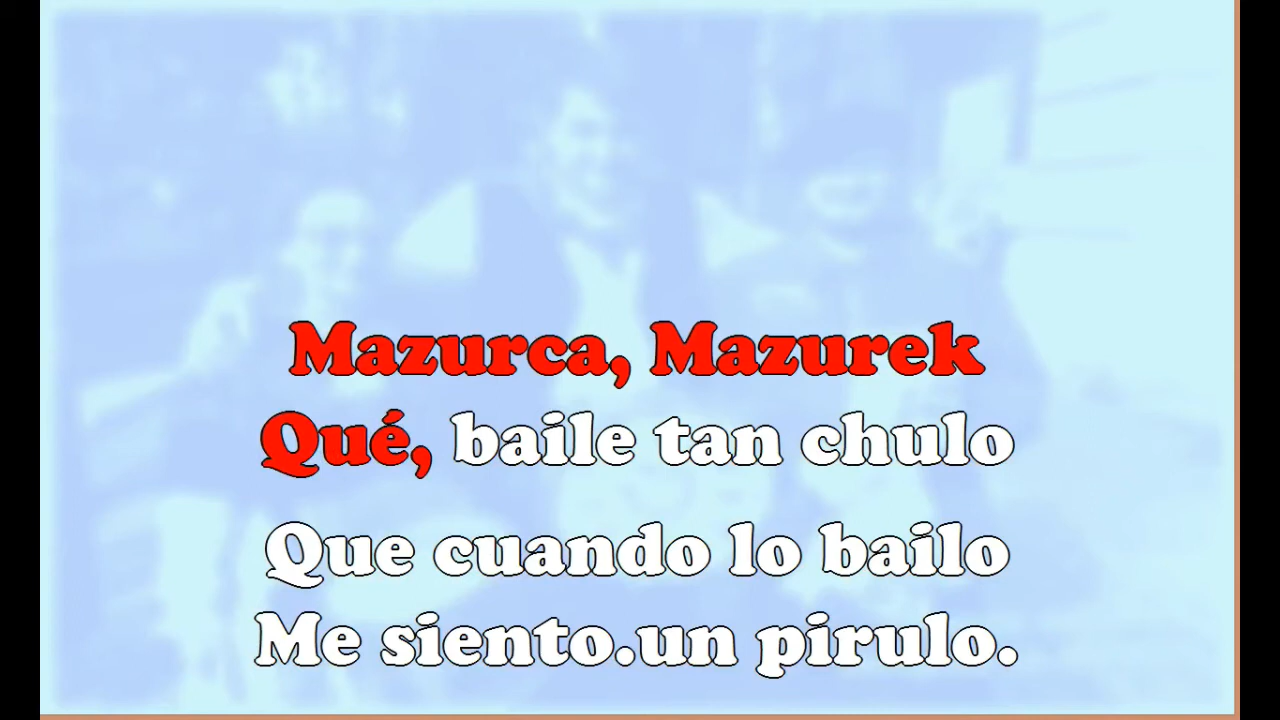 Mazurca, Mazurek
Qué, baile tan chulo
Que cuando lo bailo
Me siento.un pirulo.